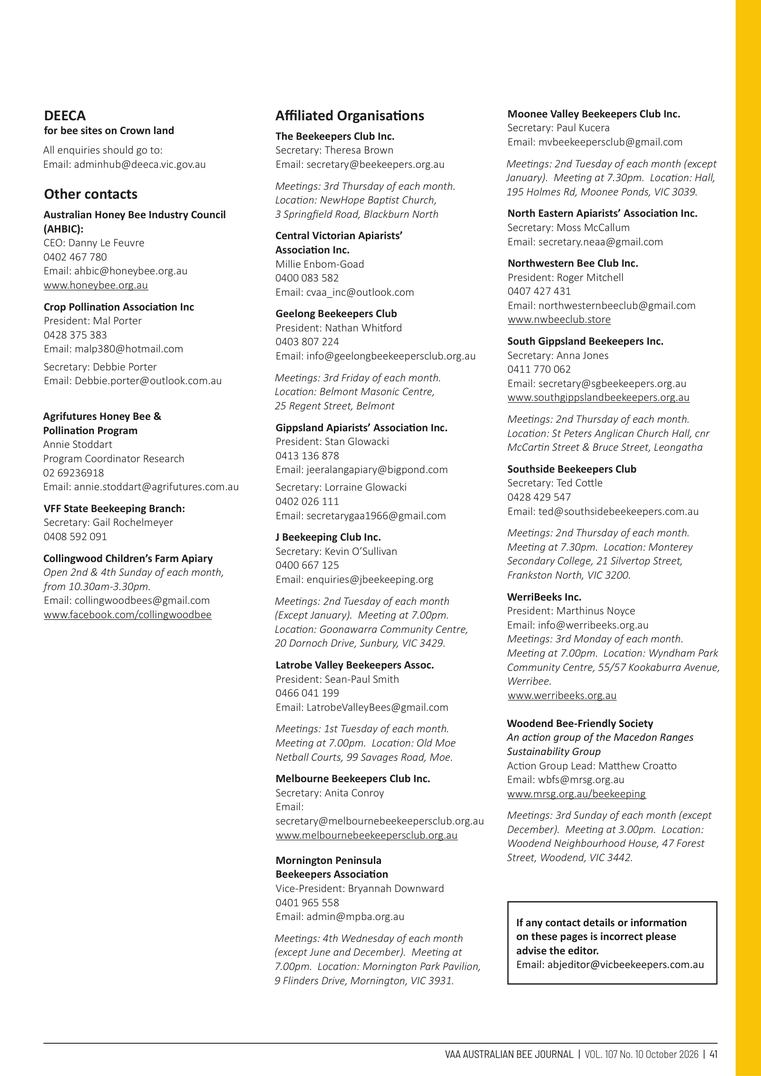 DEECA
for bee sites on Crown land
All enquiries should go to:
Email: adminhub@deeca.vic.gov.au
Other contacts
Australian Honey Bee Industry Council
(AHBIC):
CEO: Danny Le Feuvre
0402 467 780
Email: ahbic@honeybee.org.au
www.honeybee.org.au
Crop Pollination Association Inc
President: Mal Porter
0428 375 383
Email: malp380@hotmail.com
Secretary: Debbie Porter
Email: Debbie.porter@outlook.com.au
Agrifutures Honey Bee &
Pollination Program
Annie Stoddart
Program Coordinator Research
02 69236918
Email: annie.stoddart@agrifutures.com.au
VFF State Beekeeping Branch:
Secretary: Gail Rochelmeyer
0408 592 091
Collingwood Children's Farm Apiary
Open 2nd & 4th Sunday of each month,
from 10.30am-3.30pm.
Email: collingwoodbees@gmail.com
www.facebook.com/collingwoodbee
Affiliated Organisations
The Beekeepers Club Inc.
Secretary: Theresa Brown
Email: secretary@beekeepers.org.au
Meetings: 3rd Thursday of each month.
Location: NewHope Baptist Church,
3 Springfield Road, Blackburn North
Central Victorian Apiarists'
Association Inc.
Millie Enbom-Goad
0400 083 582
Email: cvaa_inc@outlook.com
Geelong Beekeepers Club
President: Nathan Whitford
0403 807 224
Email: info@geelongbeekeepersclub.org.au
Meetings: 3rd Friday of each month.
Location: Belmont Masonic Centre,
25 Regent Street, Belmont
Gippsland Apiarists' Association Inc.
President: Stan Glowacki
0413 136 878
Email: jeeralangapiary@bigpond.com
Secretary: Lorraine Glowacki
0402 026 111
Email: secretarygaa1966@gmail.com
J Beekeeping Club Inc.
Secretary: Kevin O'Sullivan
0400 667 125
Email: enquiries@jbeekeeping.org
Meetings: 2nd Tuesday of each month
(Except January). Meeting at 7.00pm.
Location: Goonawarra Community Centre,
20 Dornoch Drive, Sunbury, VIC 3429.
Latrobe Valley Beekeepers Assoc.
President: Sean-Paul Smith
0466 041 199
Email: LatrobeValleyBees@gmail.com
Meetings: 1st Tuesday of each month.
Meeting at 7.00pm. Location: Old Moe
Netball Courts, 99 Savages Road, Moe.
Melbourne Beekeepers Club Inc.
Secretary: Anita Conroy
Email:
secretary@melbournebeekeepersclub.org.au
www.melbournebeekeepersclub.org.au
Mornington Peninsula
Beekeepers Association
Vice-President: Bryannah Downward
0401 965 558
Email: admin@mpba.org.au
Meetings: 4th Wednesday of each month
(except June and December). Meeting at
7.00pm. Location: Mornington Park Pavilion,
9 Flinders Drive, Mornington, VIC 3931.
Moonee Valley Beekeepers Club Inc.
Secretary: Paul Kucera
Email: mvbeekeepersclub@gmail.com
Meetings: 2nd Tuesday of each month (except
January). Meeting at 7.30pm. Location: Hall,
195 Holmes Rd, Moonee Ponds, VIC 3039.
North Eastern Apiarists' Association Inc.
Secretary: Moss McCallum
Email: secretary.neaa@gmail.com
Northwestern Bee Club Inc.
President: Roger Mitchell
0407 427 431
Email: northwesternbeeclub@gmail.com
www.nwbeeclub.store
South Gippsland Beekeepers Inc.
Secretary: Anna Jones
0411 770 062
Email: secretary@sgbeekeepers.org.au
www.southgippslandbeekeepers.org.au
Meetings: 2nd Thursday of each month.
Location: St Peters Anglican Church Hall, cnr
McCartin Street & Bruce Street, Leongatha
Southside Beekeepers Club
Secretary: Ted Cottle
0428 429 547
Email: ted@southsidebeekeepers.com.au
Meetings: 2nd Thursday of each month.
Meeting at 7.30pm. Location: Monterey
Secondary College, 21 Silvertop Street,
Frankston North, VIC 3200.
WerriBeeks Inc.
President: Marthinus Noyce
Email: info@werribeeks.org.au
Meetings: 3rd Monday of each month.
Meeting at 7.00pm. Location: Wyndham Park
Community Centre, 55/57 Kookaburra Avenue,
Werribee.
www.werribeeks.org.au
Woodend Bee-Friendly Society
An action group of the Macedon Ranges
Sustainability Group
Action Group Lead: Matthew Croatto
Email: wbfs@mrsg.org.au
www.mrsg.org.au/beekeeping
Meetings: 3rd Sunday of each month (except
December). Meeting at 3.00pm. Location:
Woodend Neighbourhood House, 47 Forest
Street, Woodend, VIC 3442.
If any contact details or information
on these pages is incorrect please
advise the editor.
Email: abjeditor@vicbeekeepers.com.au
VAA AUSTRALIAN BEE JOURNAL | VOL. 107 No. 10 October 2026 | 41